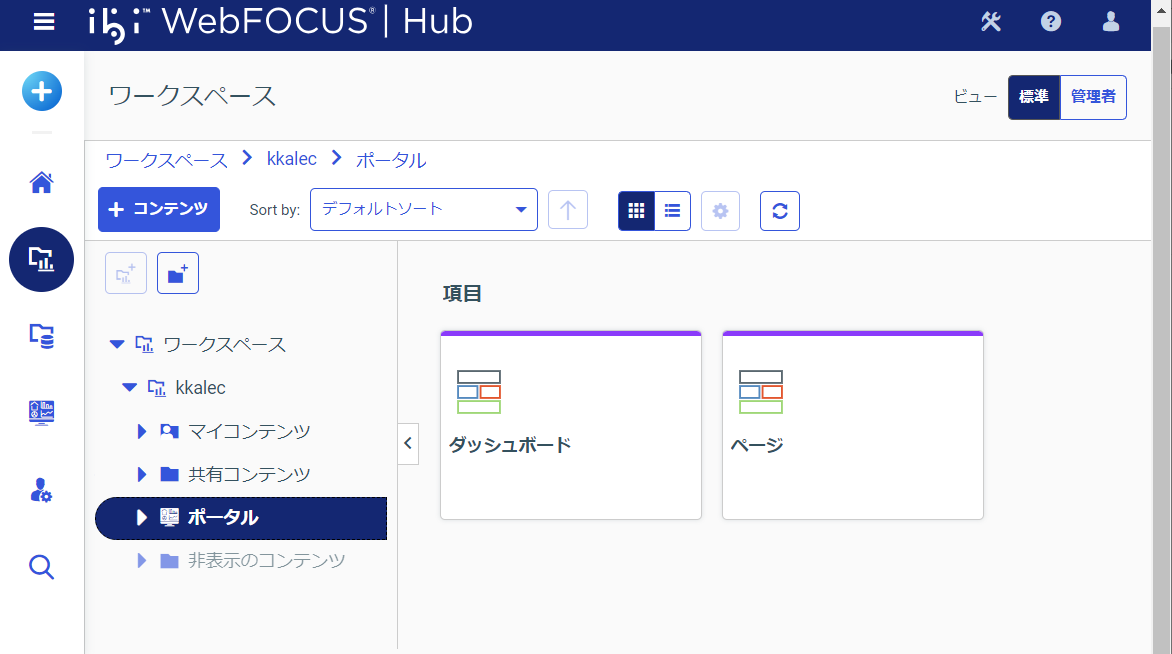 ibi™ WebFOCUS® | Hub
ワークスペース
ビュー 標準 管理者
ワークスペース > kkalec > ポータル
+ コンテンツ Sort by: デフォルトソート
項目
ワークスペース
kkalec
マイコンテンツ
共有コンテンツ
ポータル
非表示のコンテンツ
ダッシュボード
ページ